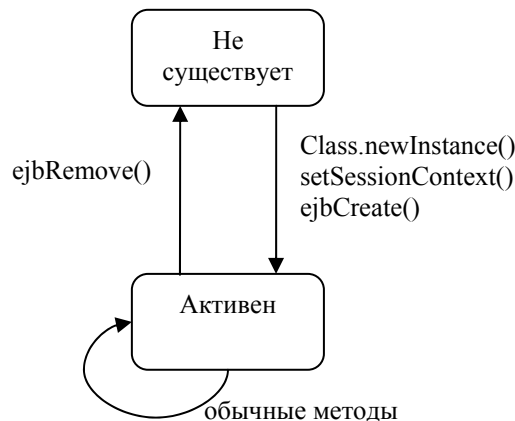 Не
существует
ejbRemove()
Class.newInstance()
setSessionContext()
ejbCreate()
Активен
обычные методы